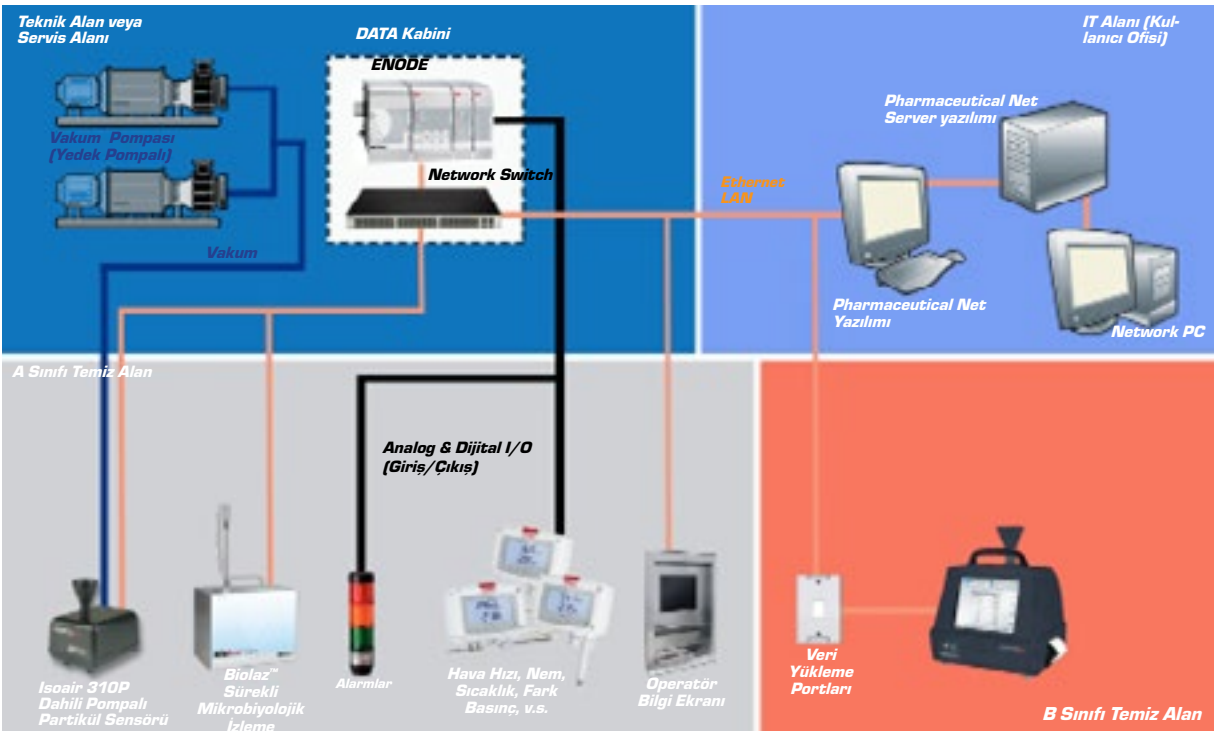 Teknik Alan veya
Servis Alanı
DATA Kabini
ENODE
IT Alanı (Kul-
lanıcı Ofisi)
Pharmaceutical Net
Server yazılımı
Vakum Pompası
(Yedek Pompalı)
Network Switch
Ethernet
LAN
Vakum
Pharmaceutical Net
Yazılımı
Network PC
A Sınıfı Temiz Alan
Analog & Dijital I/O
(Giriş/Çıkış)
Isoair 310P
Dahili Pompalı
Partikül Sensörü
Biolaz™
Sürekli
Mikrobiyolojik
İzleme
Alarmlar
Hava Hızı, Nem,
Sıcaklık, Fark
Basınç, v.s.
Operatör
Bilgi Ekranı
Veri
Yükleme
Portları
B Sınıfı Temiz Alan